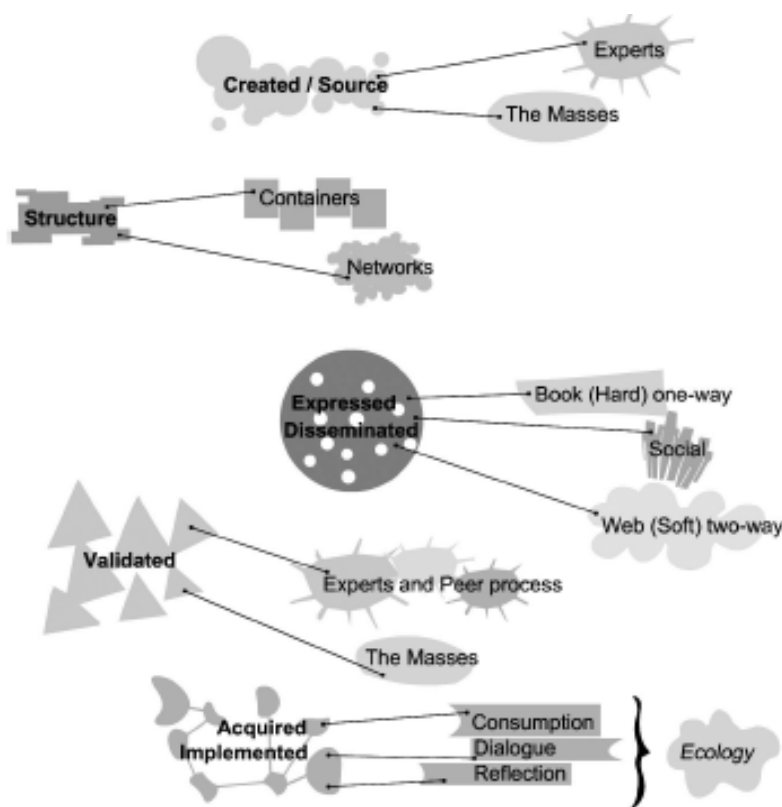 Experts
Created / Source
The Masses
Containers
Structure
Networks
Book (Hard) one-way
Expressed
Disseminated
Social
Web (Soft) two-way
Validated
Experts and Peer process
The Masses
Acquired
Implemented
Consumption
Dialogue
Reflection
Ecology